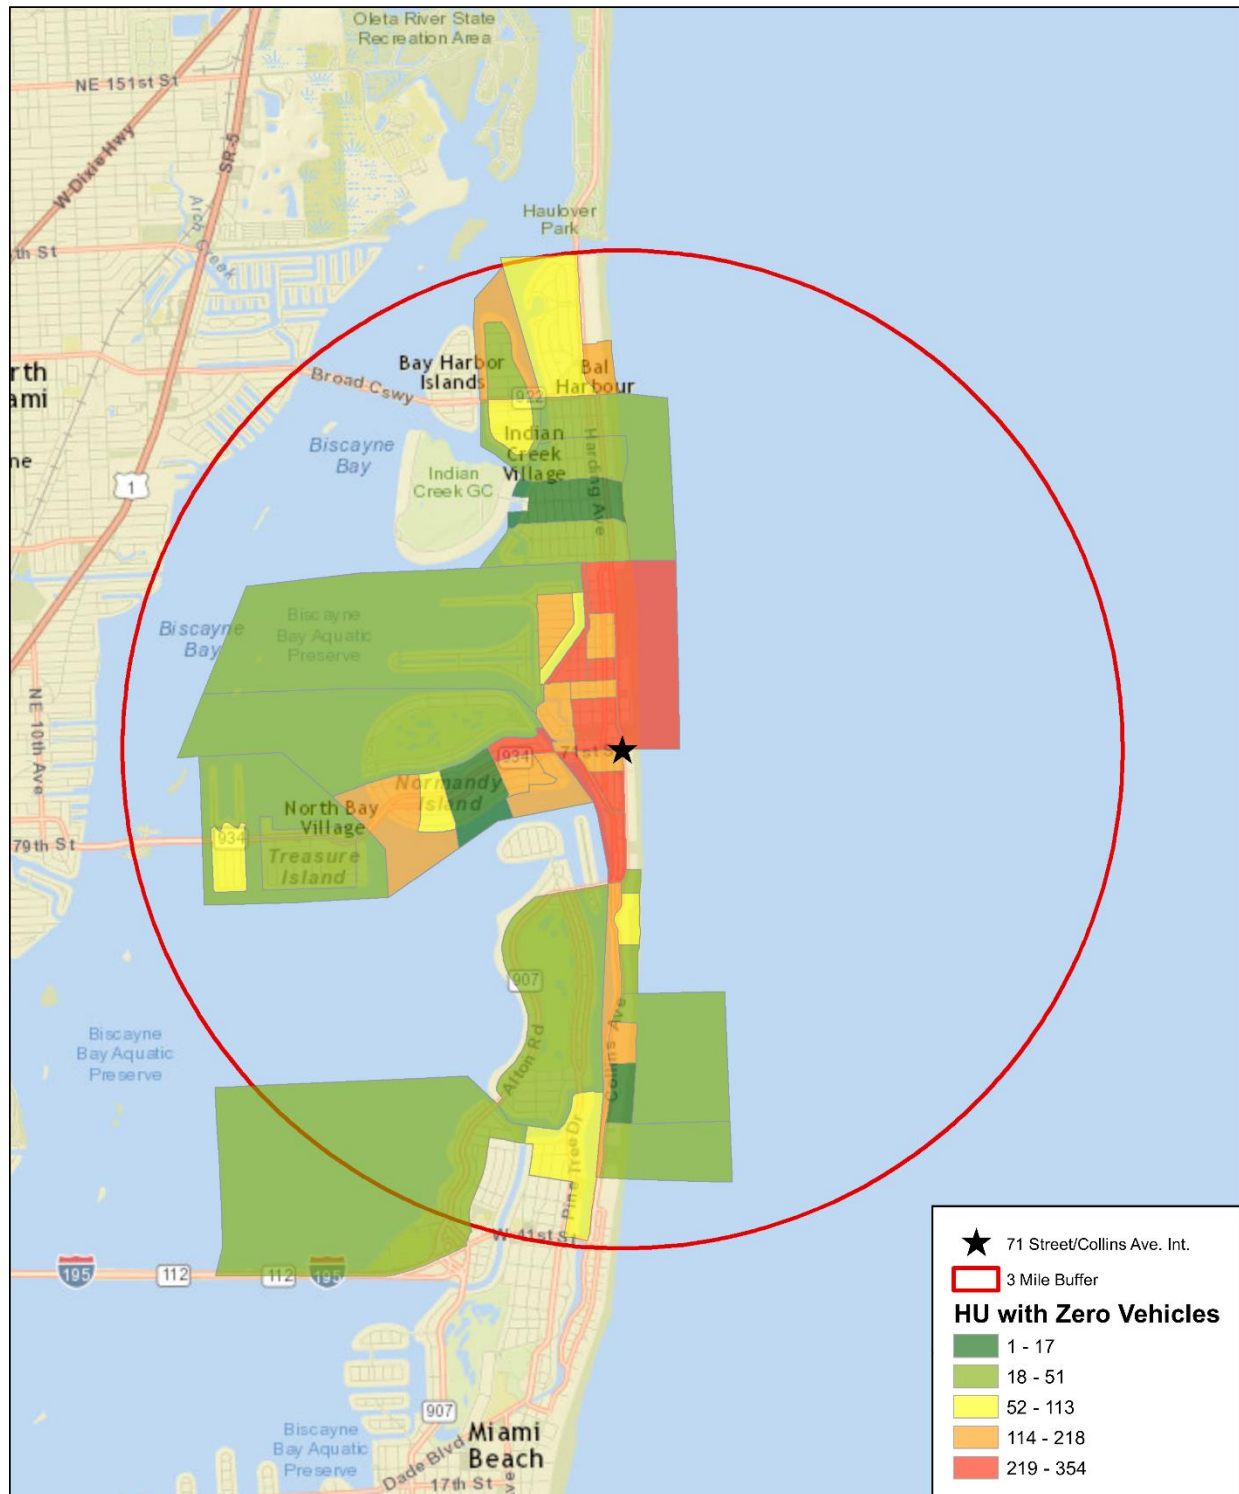 Oleta River State
Recreation Area
NE 151st St
W Dixie Hwy
SR-5
Arch Creek
Haulover
Park
th St
Bay Harbor
Islands
Bal
Harbour
rth
ami
Broad Cswy
922
Biscayne
Bay
Indian
Creek
Village
Harding Ave
ne
Indian
Creek GC
1
Biscayne
Bay Aquatic
Preserve
Biscayne
Bay
NE 10th Ave
934
71st S
Normandy
Island
North Bay
Village
79th St
934
Treasure
Island
907
Collins Ave
Alton Rd
Biscayne
Bay Aquatic
Preserve
Pine Tree Dr
W 41st St
195
112
112
195
907
Miami
Beach
Biscayne
Bay Aquatic
Preserve
Dade Blvd
17th St
Ave
71 Street/Collins Ave. Int.
3 Mile Buffer
HU with Zero Vehicles
1 - 17
18 - 51
52 - 113
114 - 218
219 - 354